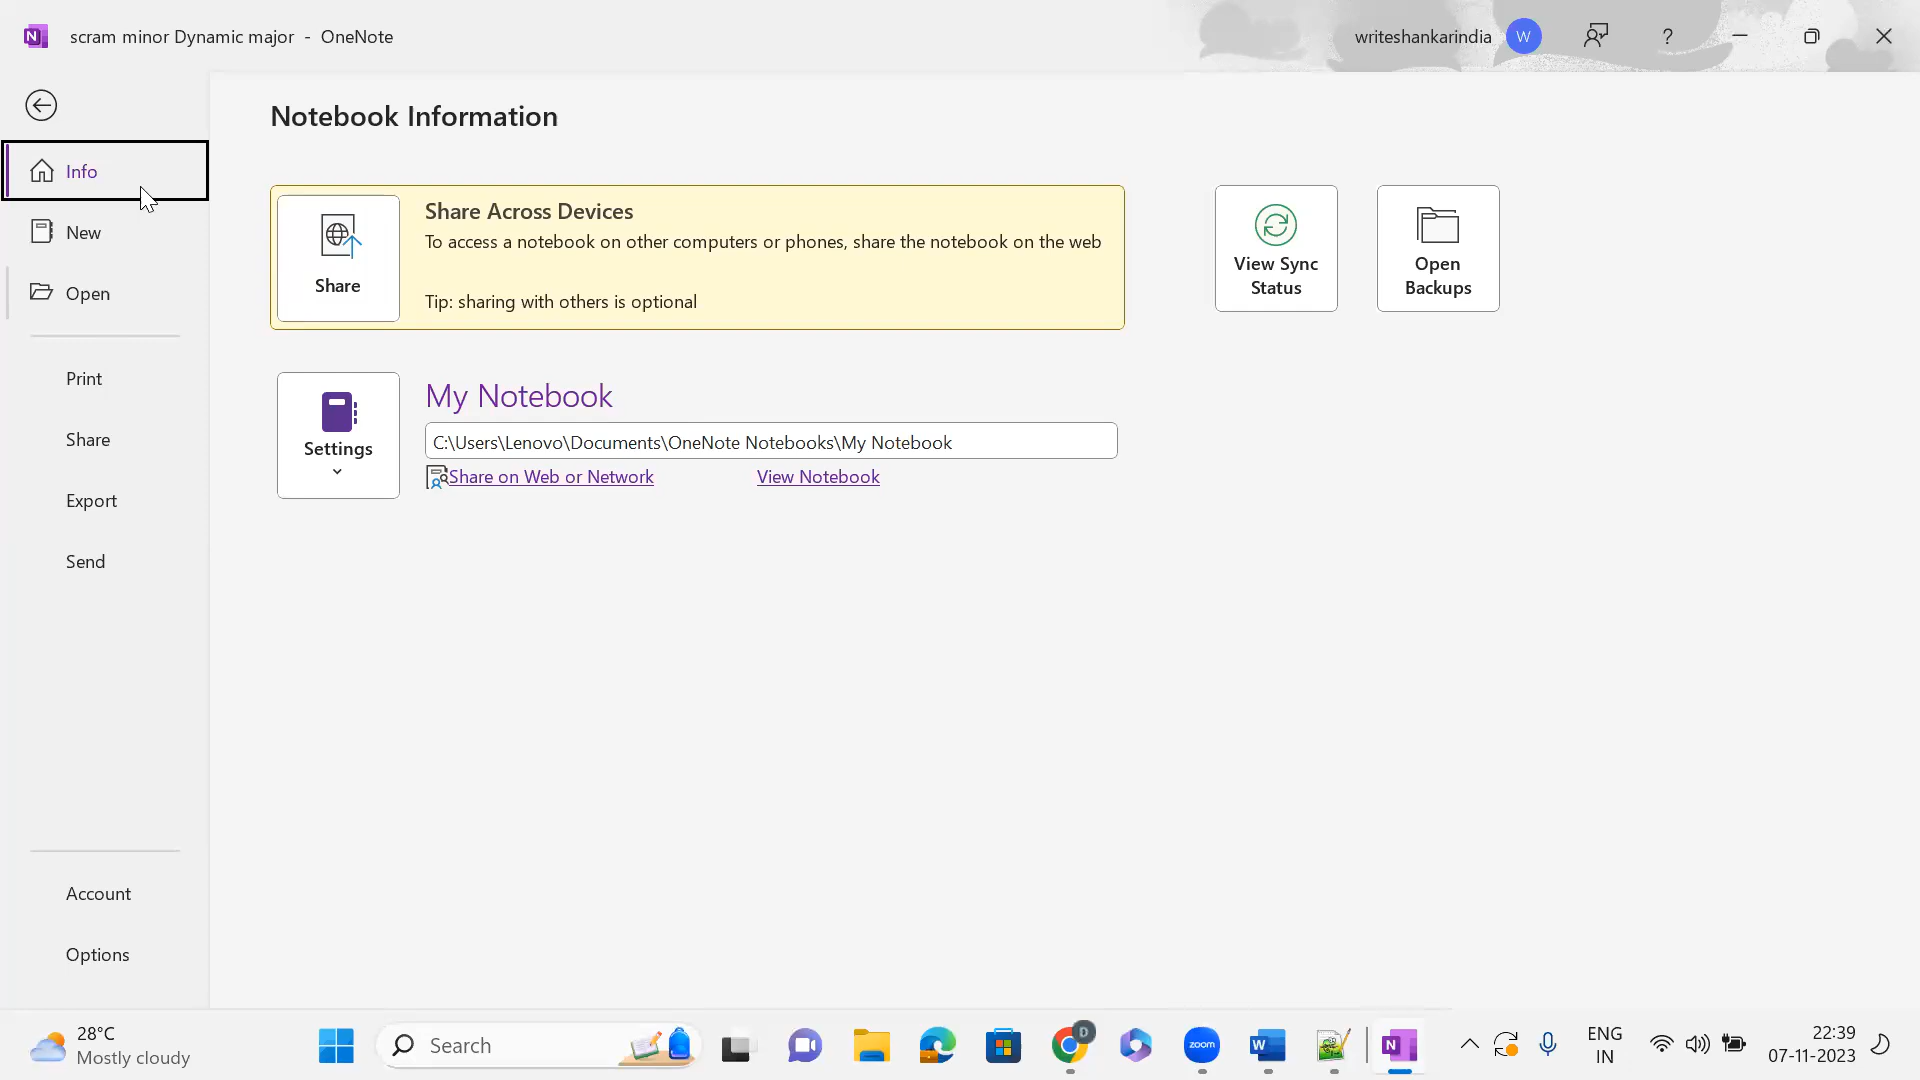 scram minor Dynamic major - OneNote
writeshankarindia W ?
Info
New
Open
Print
Share
Export
Send
Account
Options
Notebook Information
Share
Share Across Devices
To access a notebook on other computers or phones, share the notebook on the web
Tip: sharing with others is optional
View Sync
Status
Open
Backups
Settings
My Notebook
C:\Users\Lenovo\Documents\OneNote Notebooks\My Notebook
Share on Web or Network
View Notebook
28°C
Mostly cloudy
Search
D
zoom
W
N
ENG
IN
22:39
07-11-2023